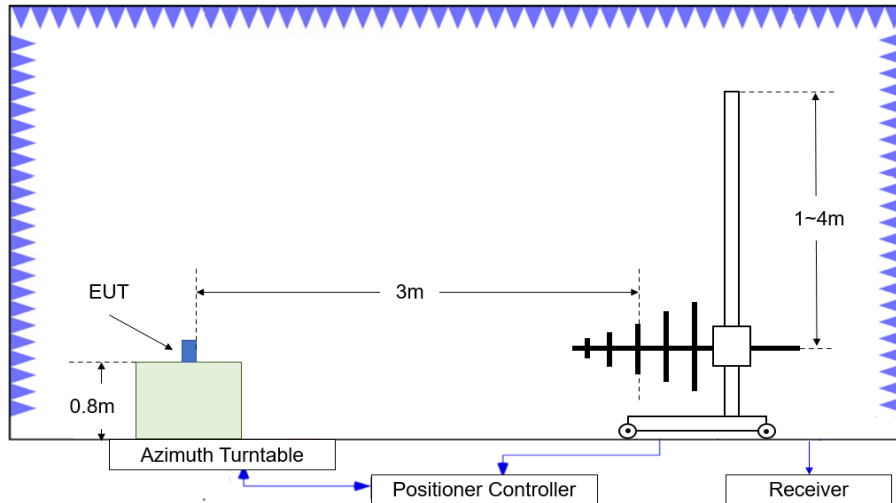 EUT
3m
1~4m
0.8m
Azimuth Turntable
Positioner Controller
Receiver